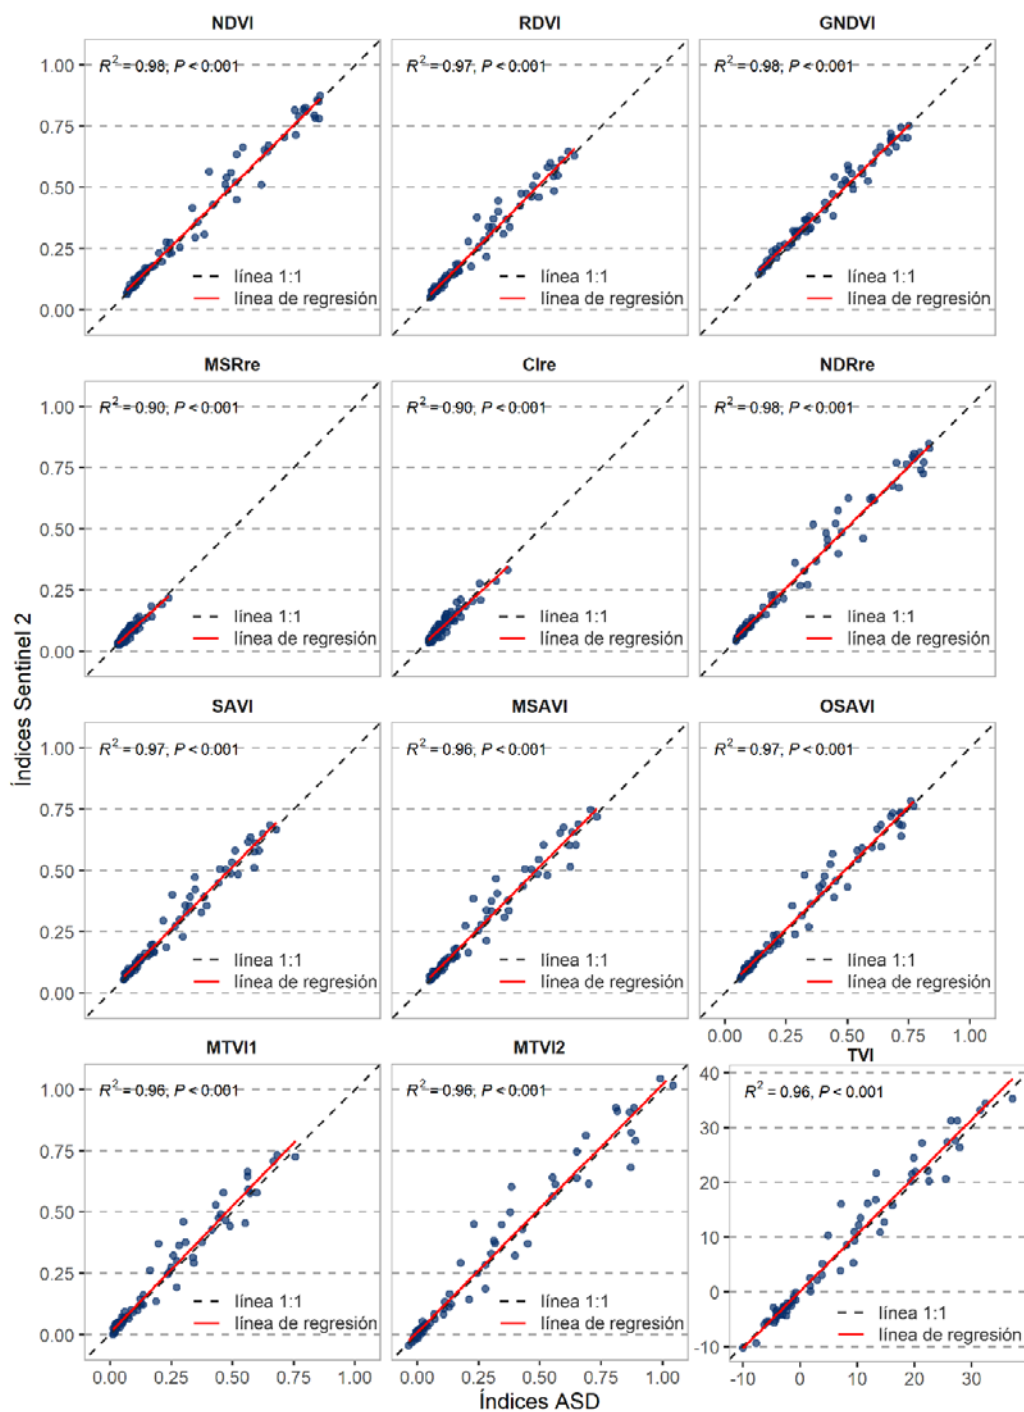 NDVI RDVI GNDVI
R² = 0.98, P < 0.001 R² = 0.97, P < 0.001 R² = 0.98, P < 0.001
1.00
0.75
0.50
0.25
0.00
línea 1:1 línea 1:1 línea 1:1
línea de regresión línea de regresión línea de regresión
MSRre CIre NDRre
R² = 0.90, P < 0.001 R² = 0.90, P < 0.001 R² = 0.98, P < 0.001
1.00
0.75
0.50
0.25
0.00
línea 1:1 línea 1:1 línea 1:1
línea de regresión línea de regresión línea de regresión
Índices Sentinel 2
SAVI MSAVI OSAVI
R² = 0.97, P < 0.001 R² = 0.96, P < 0.001 R² = 0.97, P < 0.001
1.00
0.75
0.50
0.25
0.00
línea 1:1 línea 1:1 línea 1:1
línea de regresión línea de regresión línea de regresión
0.00 0.25 0.50 0.75 1.00
MTVI1 MTVI2 TVI
R² = 0.96, P < 0.001 R² = 0.96, P < 0.001 R² = 0.96, P < 0.001
1.00
0.75
0.50
0.25
0.00
40
30
20
10
0
-10
línea 1:1 línea 1:1 línea 1:1
línea de regresión línea de regresión línea de regresión
0.00 0.25 0.50 0.75 1.00 0.00 0.25 0.50 0.75 1.00 -10 0 10 20 30
Índices ASD